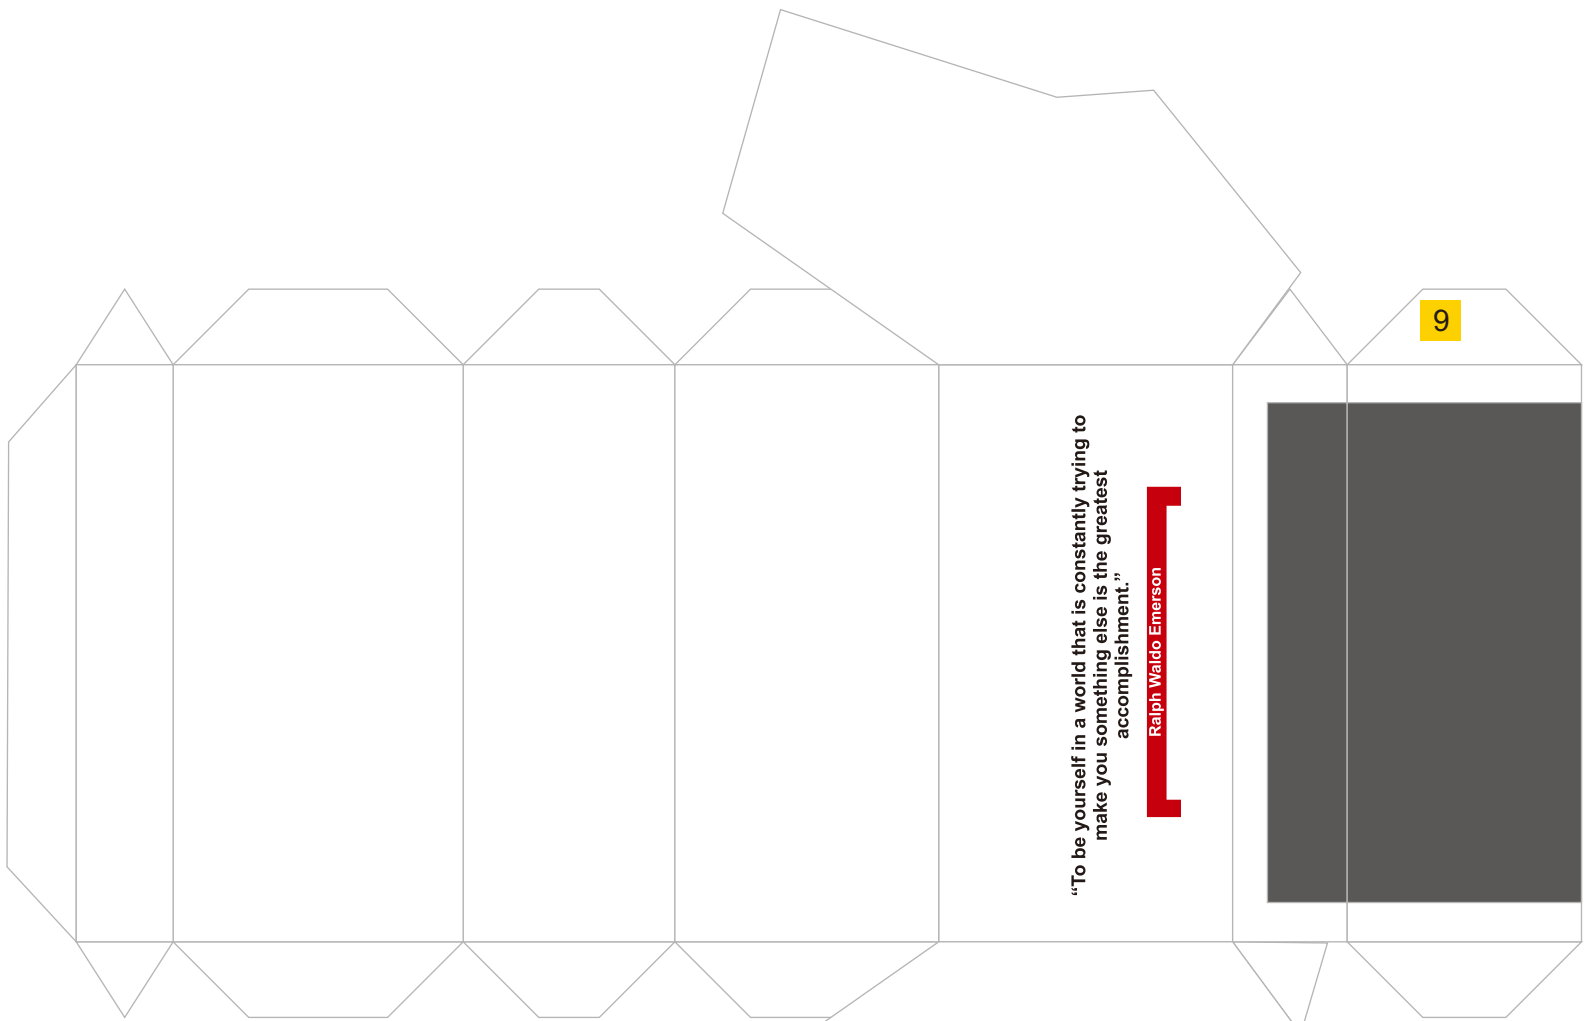 9
“To be yourself in a world that is constantly trying to
make you something else is the greatest
accomplishment.”
Ralph Waldo Emerson